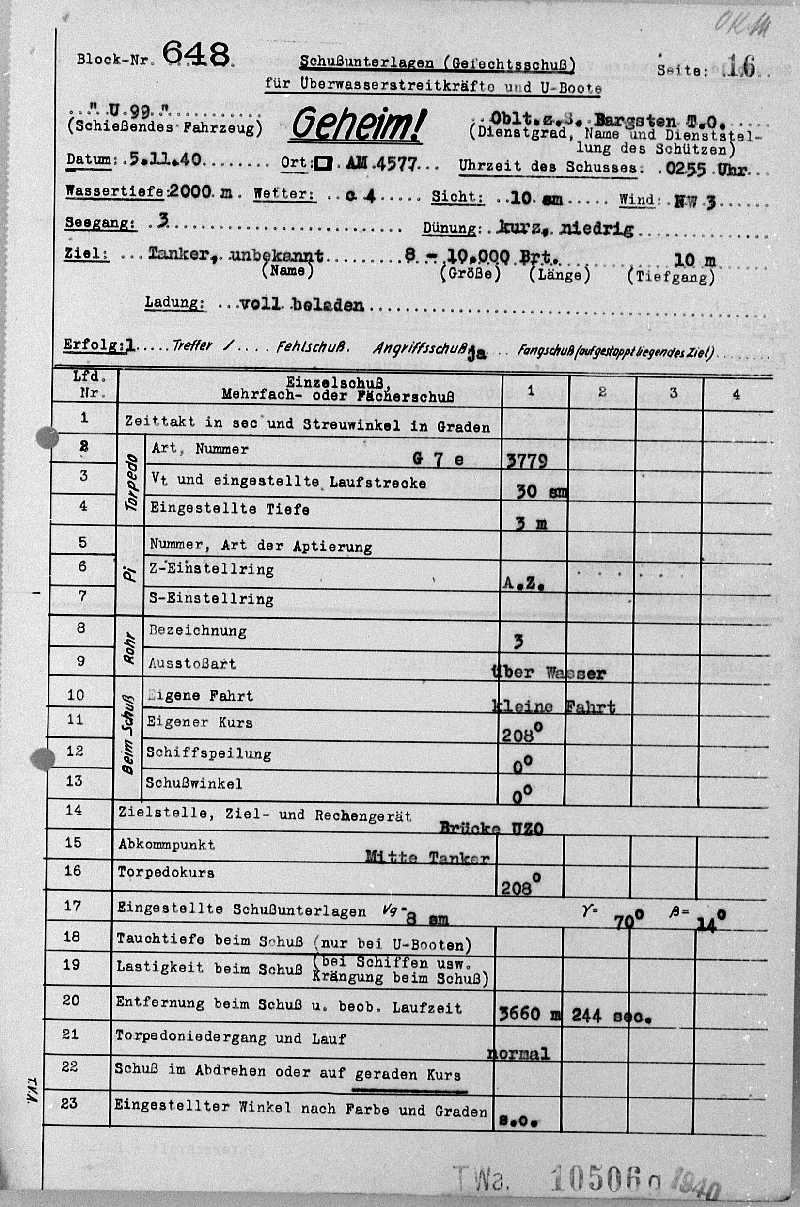 OKM
Block-Nr. 648. Schußunterlagen (Gefechtsschuß) Seite: 16
für Überwasserstreitkräfte und U-Boote
"U.99" Geheim! Oblt.z.S. Bargsten T.O.
(Schießendes Fahrzeug) (Dienstgrad, Name und Dienststel-
lung des Schützen)
Datum: 5.11.40 Ort: □ AM 4577 Uhrzeit des Schusses: 0255 Uhr
Wassertiefe: 2000 m. Wetter: c 4 Sicht: 10 sm Wind: NW 3
Seegang: 3 Dünung: kurz, niedrig
Ziel: Tanker, unbekannt 8 - 10.000 Brt. 10 m
(Name) (Größe) (Länge) (Tiefgang)
Ladung: voll beladen
Erfolg: 1 Treffer / Fehlschuß. Angriffsschuß ja Fangschuß (aufgestoppt liegendes Ziel)
Lfd. Nr. Einzelschuß, Mehrfach- oder Fächerschuß 1 2 3 4
1 Zeittakt in sec und Streuwinkel in Graden
Torpedo
2 Art, Nummer G 7 e 3779
3 Vt und eingestellte Laufstrecke 30 sm
4 Eingestellte Tiefe 3 m
Pi
5 Nummer, Art der Aptierung
6 Z-Einstellring A.Z.
7 S-Einstellring
Rohr
8 Bezeichnung 3
9 Ausstoßart über Wasser
Beim Schuß
10 Eigene Fahrt kleine Fahrt
11 Eigener Kurs 208°
12 Schiffspeilung 0°
13 Schußwinkel 0°
14 Zielstelle, Ziel- und Rechengerät Brücke UZO
15 Abkommpunkt Mitte Tanker
16 Torpedokurs 208°
17 Eingestellte Schußunterlagen Vg- 8 sm γ= 70° β= 14°
18 Tauchtiefe beim Schuß (nur bei U-Booten)
19 Lastigkeit beim Schuß (bei Schiffen usw. Krängung beim Schuß)
20 Entfernung beim Schuß u. beob. Laufzeit 3660 m 244 sec.
21 Torpedoniedergang und Lauf normal
22 Schuß im Abdrehen oder auf geraden Kurs
23 Eingestellter Winkel nach Farbe und Graden s.o.
TWa. 10506 g 1940